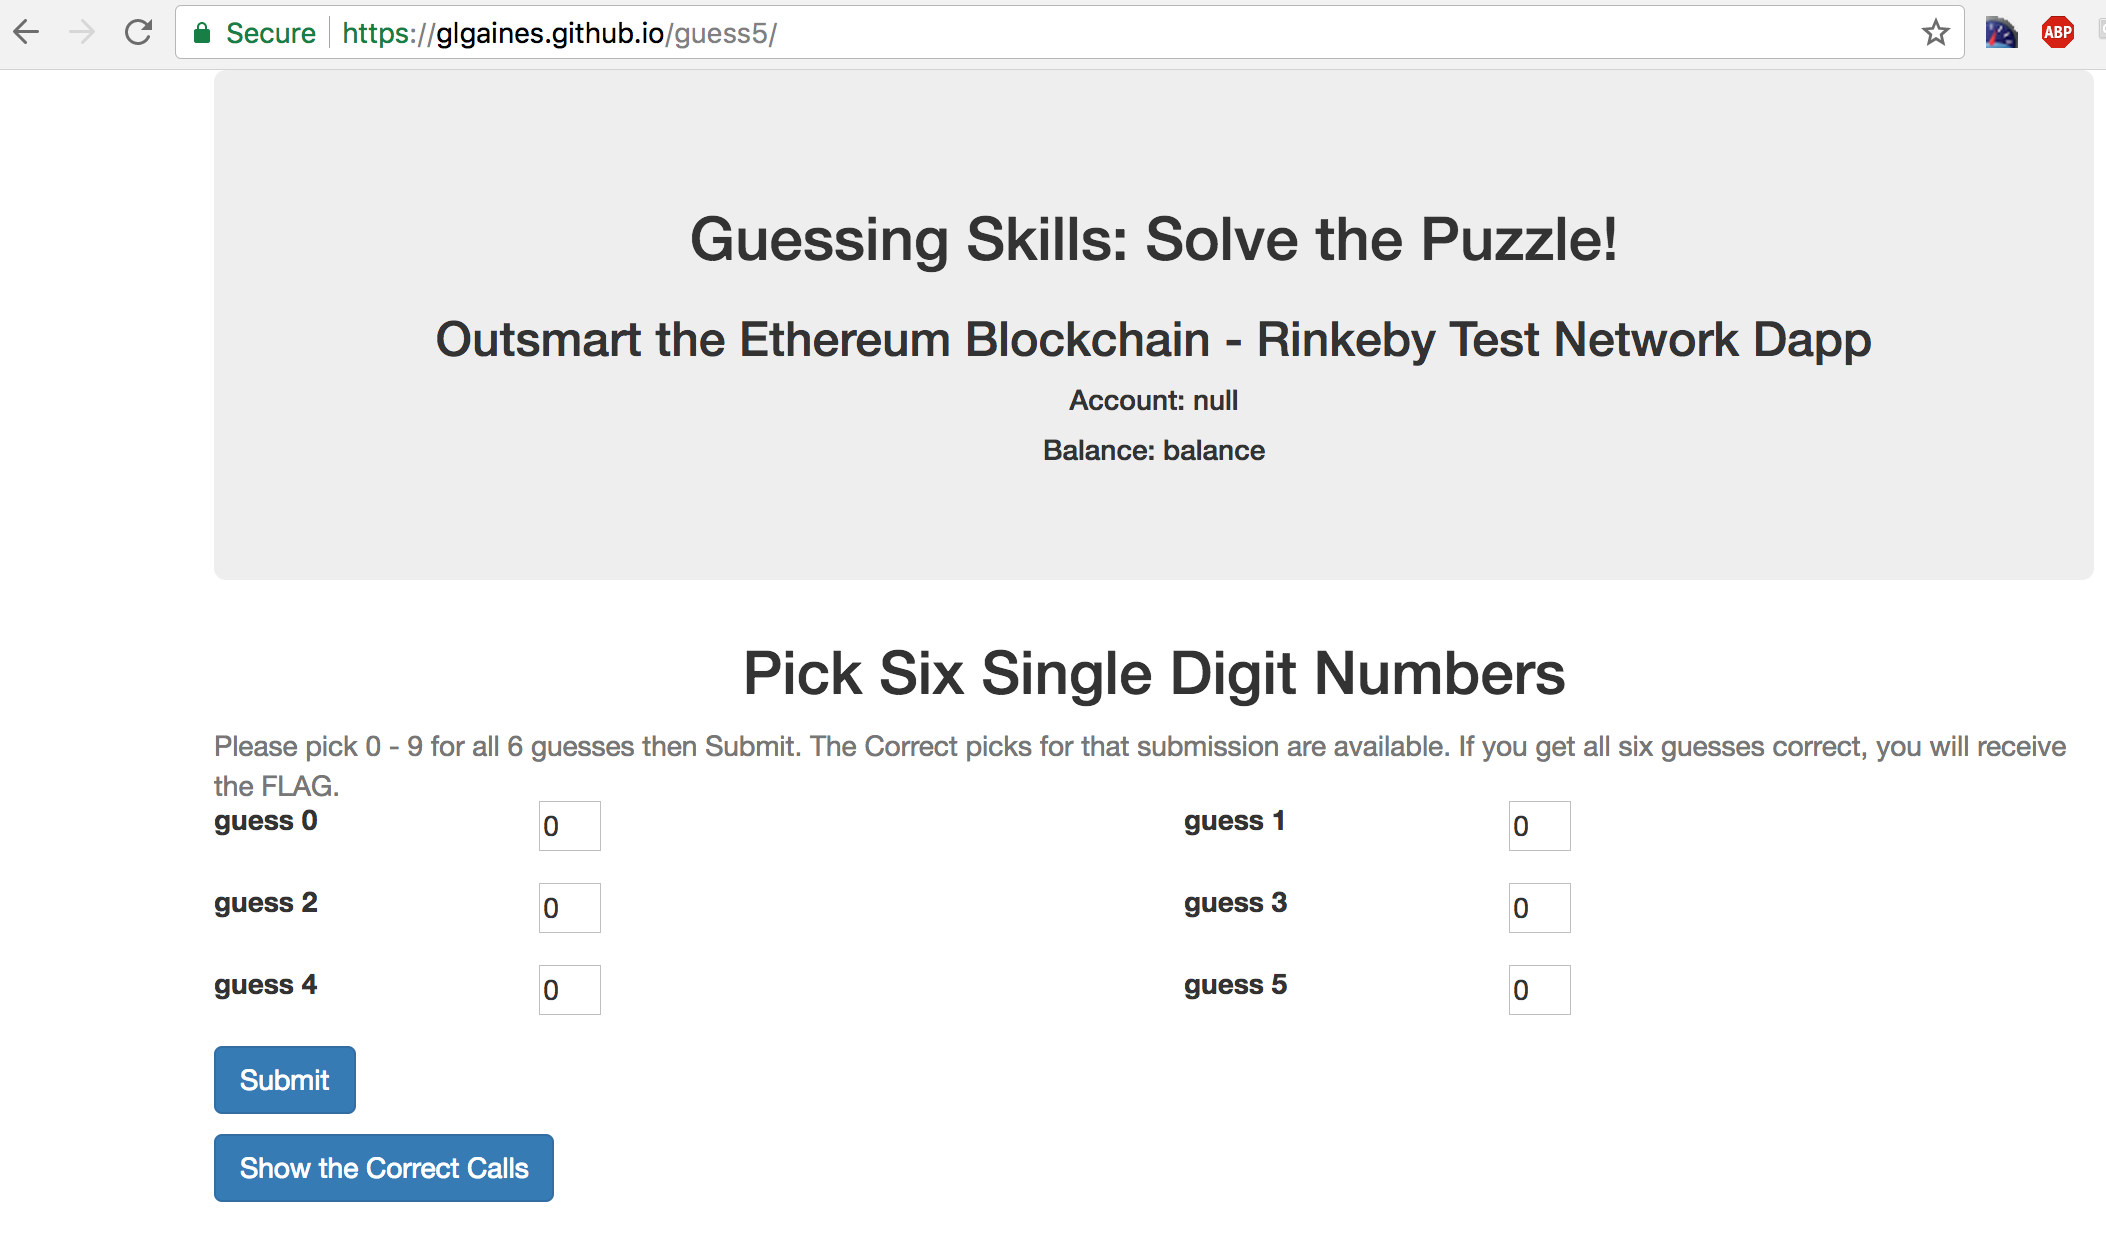 Secure https://glgaines.github.io/guess5/
ABP
Guessing Skills: Solve the Puzzle!
Outsmart the Ethereum Blockchain - Rinkeby Test Network Dapp
Account: null
Balance: balance
Pick Six Single Digit Numbers
Please pick 0 - 9 for all 6 guesses then Submit. The Correct picks for that submission are available. If you get all six guesses correct, you will receive
the FLAG.
guess 0 0 guess 1 0
guess 2 0 guess 3 0
guess 4 0 guess 5 0
Submit
Show the Correct Calls